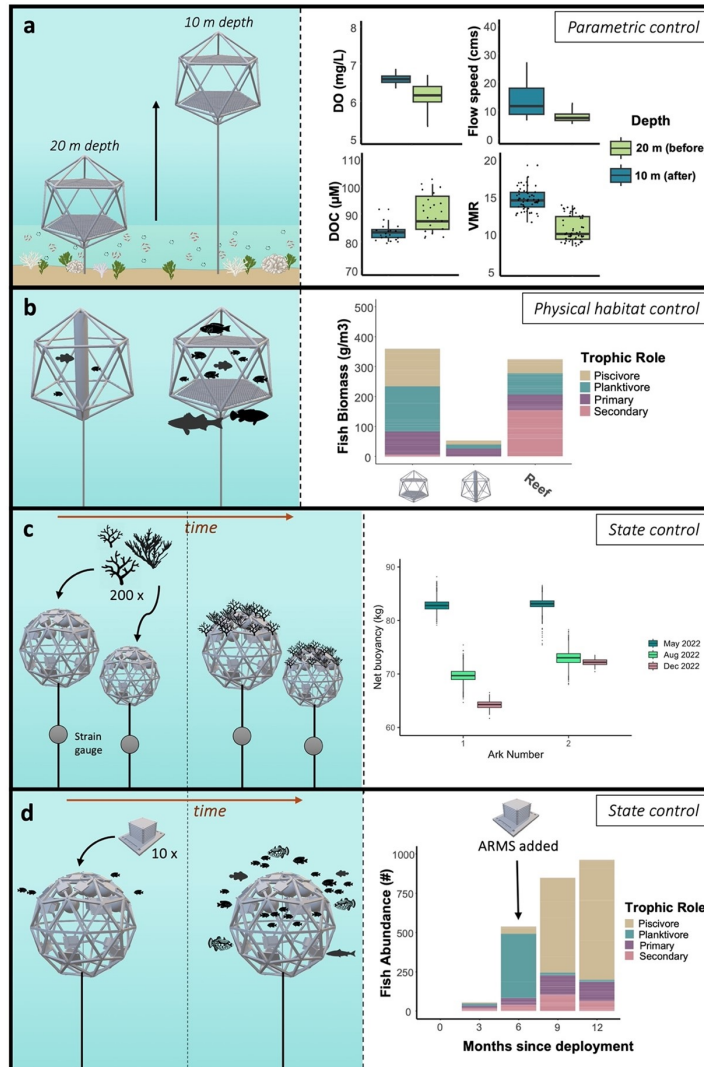 a
10 m depth
20 m depth
Parametric control
DO (mg/L)
8
7
6
5
Flow speed (cms)
40
30
20
10
0
DOC (µM)
110
100
90
80
70
VMR
20
15
10
5
Depth
20 m (before)
10 m (after)
b
Physical habitat control
Fish Biomass (g/m3)
500
400
300
200
100
0
Reef
Trophic Role
Piscivore
Planktivore
Primary
Secondary
c
time
200 x
Strain
gauge
State control
Net buoyancy (kg)
90
80
70
60
1
2
Ark Number
May 2022
Aug 2022
Dec 2022
d
time
10 x
State control
ARMS added
Fish Abundance (#)
1000
750
500
250
0
0
3
6
9
12
Months since deployment
Trophic Role
Piscivore
Planktivore
Primary
Secondary